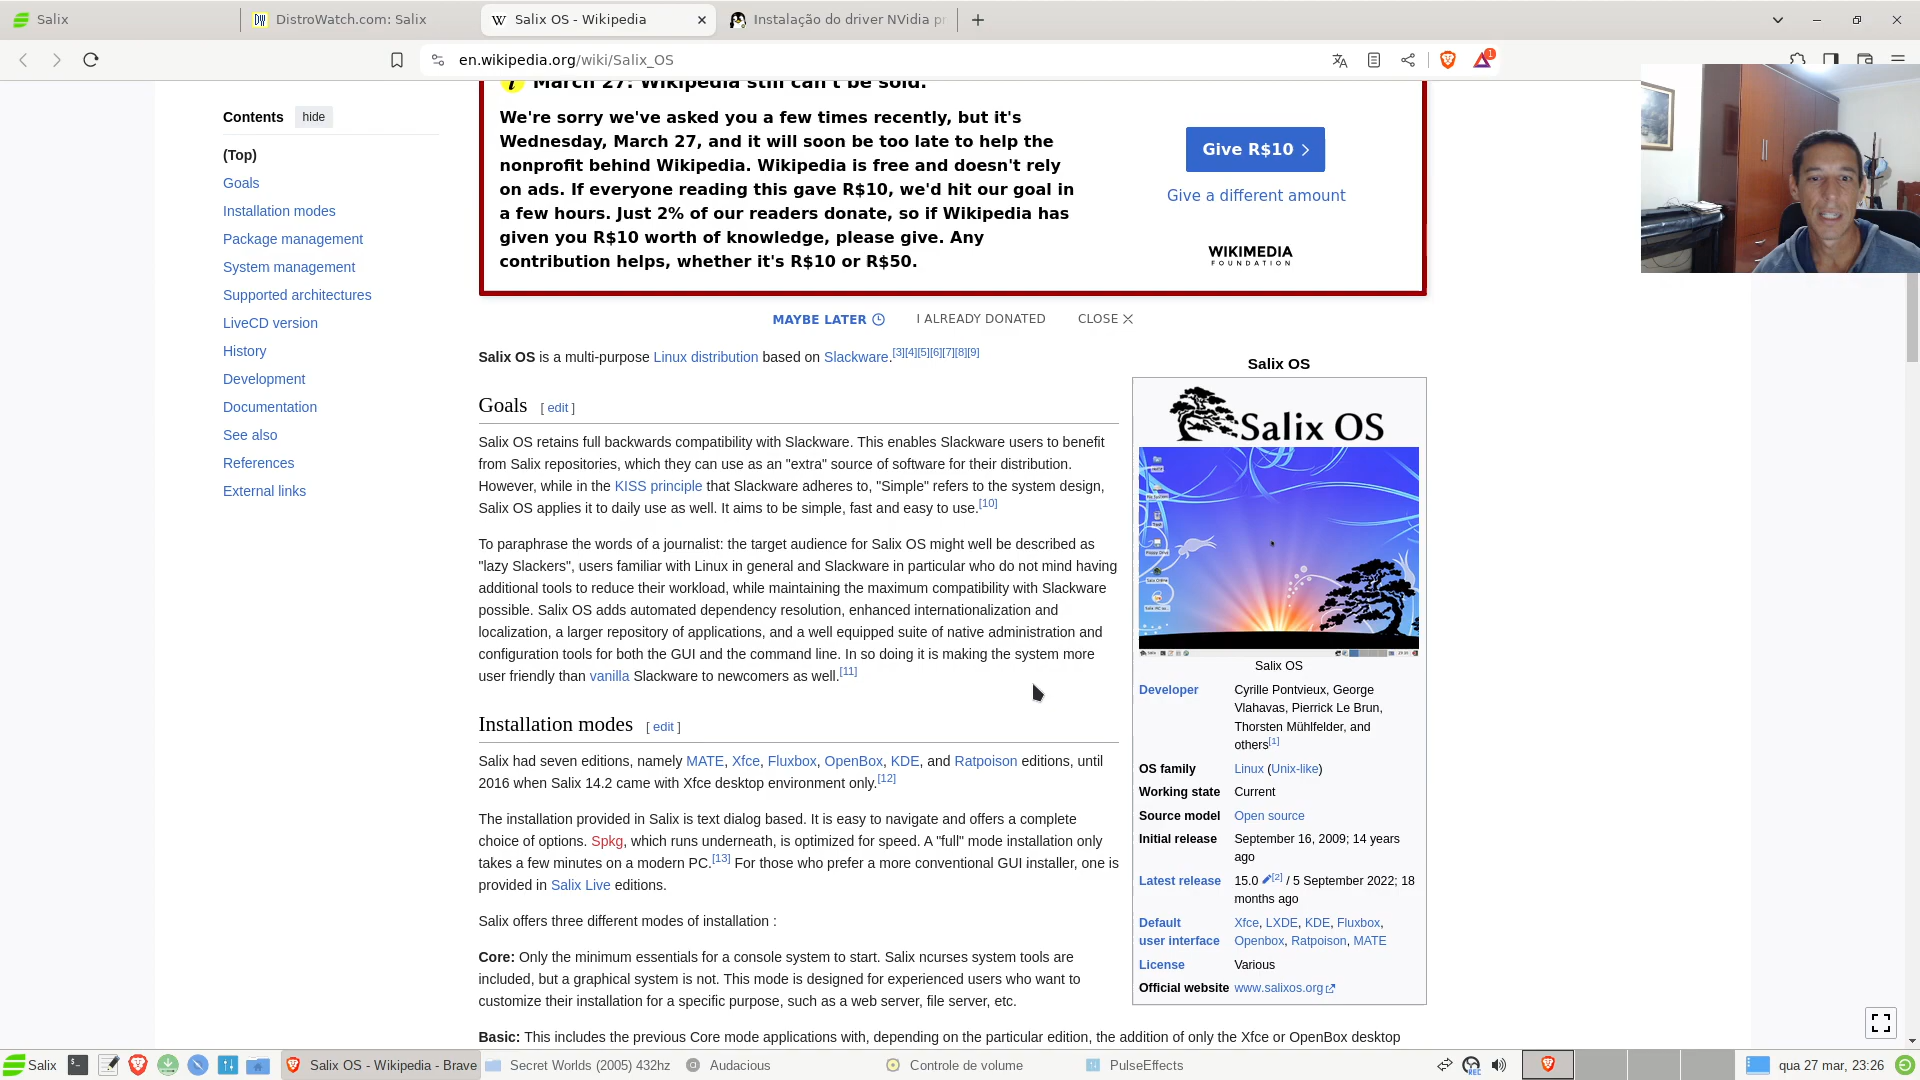 Salix
DistroWatch.com: Salix
Salix OS - Wikipedia
Instalação do driver NVidia pr
en.wikipedia.org/wiki/Salix_OS
1
March 27: Wikipedia still can't be sold.
We're sorry we've asked you a few times recently, but it's
Wednesday, March 27, and it will soon be too late to help the
nonprofit behind Wikipedia. Wikipedia is free and doesn't rely
on ads. If everyone reading this gave R$10, we'd hit our goal in
a few hours. Just 2% of our readers donate, so if Wikipedia has
given you R$10 worth of knowledge, please give. Any
contribution helps, whether it's R$10 or R$50.
Give R$10
Give a different amount
WIKIMEDIA
FOUNDATION
MAYBE LATER
I ALREADY DONATED
CLOSE
Contents hide
(Top)
Goals
Installation modes
Package management
System management
Supported architectures
LiveCD version
History
Development
Documentation
See also
References
External links
Salix OS is a multi-purpose Linux distribution based on Slackware.[3][4][5][6][7][8][9]
Goals [ edit ]
Salix OS retains full backwards compatibility with Slackware. This enables Slackware users to benefit
from Salix repositories, which they can use as an "extra" source of software for their distribution.
However, while in the KISS principle that Slackware adheres to, "Simple" refers to the system design,
Salix OS applies it to daily use as well. It aims to be simple, fast and easy to use.[10]
To paraphrase the words of a journalist: the target audience for Salix OS might well be described as
"lazy Slackers", users familiar with Linux in general and Slackware in particular who do not mind having
additional tools to reduce their workload, while maintaining the maximum compatibility with Slackware
possible. Salix OS adds automated dependency resolution, enhanced internationalization and
localization, a larger repository of applications, and a well equipped suite of native administration and
configuration tools for both the GUI and the command line. In so doing it is making the system more
user friendly than vanilla Slackware to newcomers as well.[11]
Installation modes [ edit ]
Salix had seven editions, namely MATE, Xfce, Fluxbox, OpenBox, KDE, and Ratpoison editions, until
2016 when Salix 14.2 came with Xfce desktop environment only.[12]
The installation provided in Salix is text dialog based. It is easy to navigate and offers a complete
choice of options. Spkg, which runs underneath, is optimized for speed. A "full" mode installation only
takes a few minutes on a modern PC.[13] For those who prefer a more conventional GUI installer, one is
provided in Salix Live editions.
Salix offers three different modes of installation :
Core: Only the minimum essentials for a console system to start. Salix ncurses system tools are
included, but a graphical system is not. This mode is designed for experienced users who want to
customize their installation for a specific purpose, such as a web server, file server, etc.
Basic: This includes the previous Core mode applications with, depending on the particular edition, the addition of only the Xfce or OpenBox desktop
Salix OS
Salix OS
Salix OS
Developer Cyrille Pontvieux, George
Vlahavas, Pierrick Le Brun,
Thorsten Mühlfelder, and
others[1]
OS family Linux (Unix-like)
Working state Current
Source model Open source
Initial release September 16, 2009; 14 years
ago
Latest release 15.0 [2] / 5 September 2022; 18
months ago
Default Xfce, LXDE, KDE, Fluxbox,
user interface Openbox, Ratpoison, MATE
License Various
Official website www.salixos.org
Salix
Salix OS - Wikipedia - Brave
Secret Worlds (2005) 432hz
Audacious
Controle de volume
PulseEffects
REC
qua 27 mar, 23:26